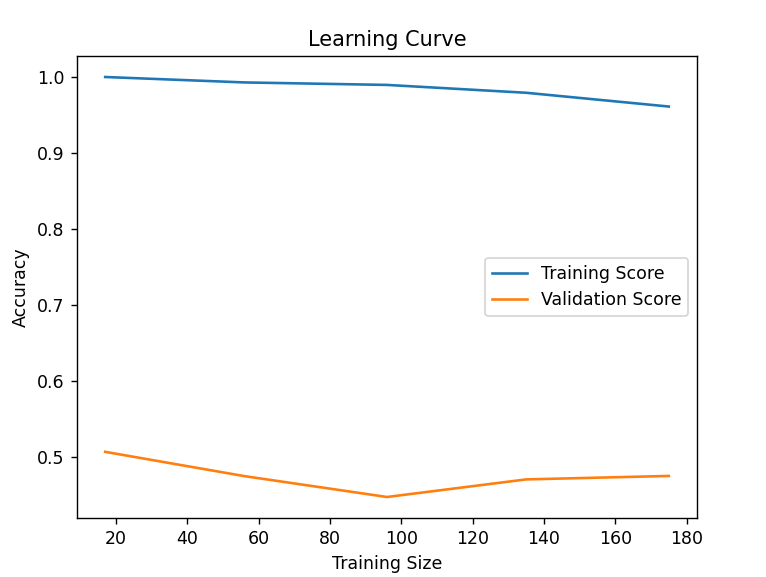 Learning Curve
1.0
0.9
0.8
0.7
0.6
0.5
Accuracy
Training Score
Validation Score
20 40 60 80 100 120 140 160 180
Training Size